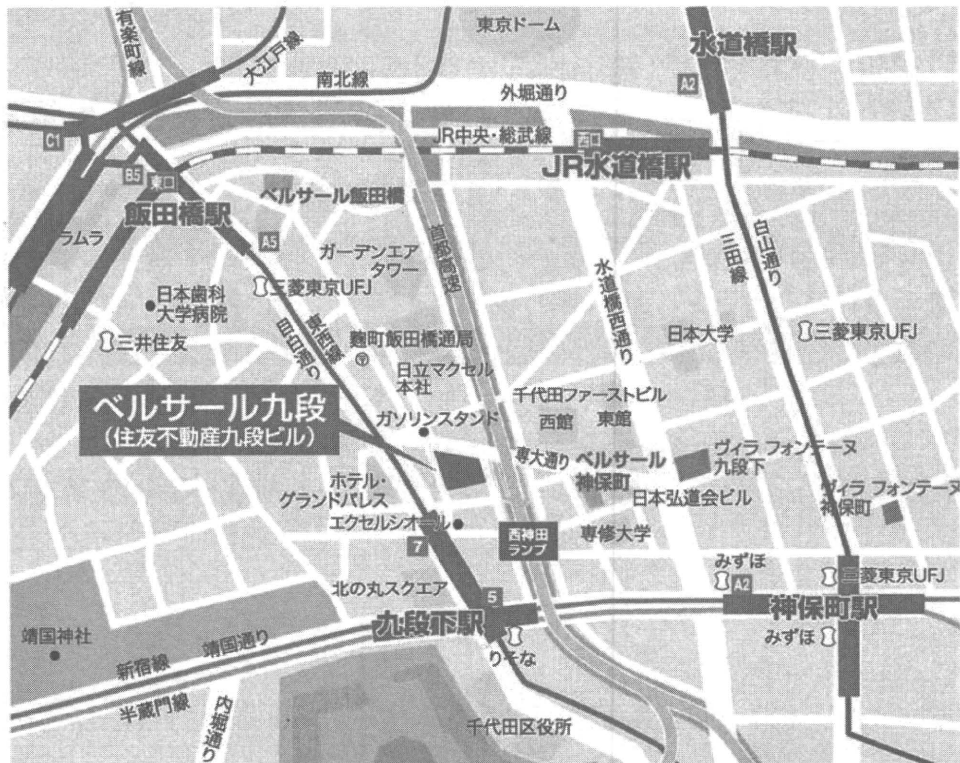 東京ドーム
水道橋駅
有楽町線
大江戸線
南北線
外堀通り
A2
C1
JR中央・総武線
西口
JR水道橋駅
B5
東口
飯田橋駅
ベルサール飯田橋
ラムラ
A5
ガーデンエア
タワー
首都高速
水道橋西通り
三田線
白山通り
日本歯科
大学病院
三菱東京UFJ
三井住友
目白通り
東西線
麴町飯田橋通局
日立マクセル
本社
日本大学
三菱東京UFJ
ベルサール九段
(住友不動産九段ビル)
ガソリンスタンド
千代田ファーストビル
西館
東館
専大通り
ベルサール
神保町
ヴィラ フォンテーヌ
九段下
日本弘道会ビル
ヴィラ フォンテーヌ
神保町
ホテル・
グランドパレス
エクセルシオール
7
西神田
ランプ
専修大学
みずほ
A2
三菱東京UFJ
北の丸スクエア
5
九段下駅
神保町駅
みずほ
りそな
靖国神社
新宿線
靖国通り
半蔵門線
内堀通り
千代田区役所